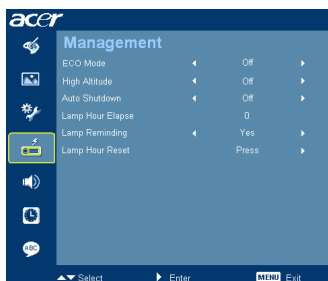 acer
Management
ECO Mode Off
High Altitude Off
Auto Shutdown Off
Lamp Hour Elapse 0
Lamp Reminding Yes
Lamp Hour Reset Press
ABC
Select Enter MENU Exit